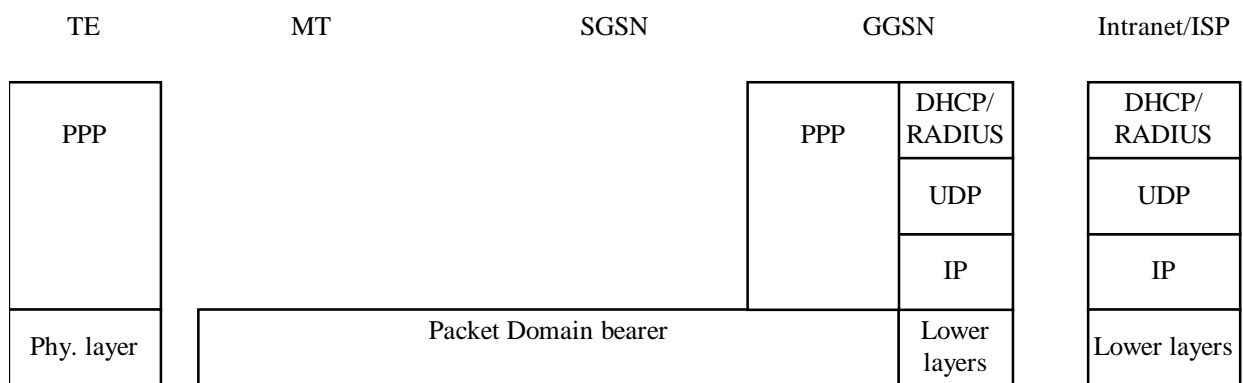 TE MT SGSN GGSN Intranet/ISP
PPP
PPP
DHCP/
RADIUS
UDP
IP
DHCP/
RADIUS
UDP
IP
Phy. layer
Packet Domain bearer
Lower
layers
Lower layers